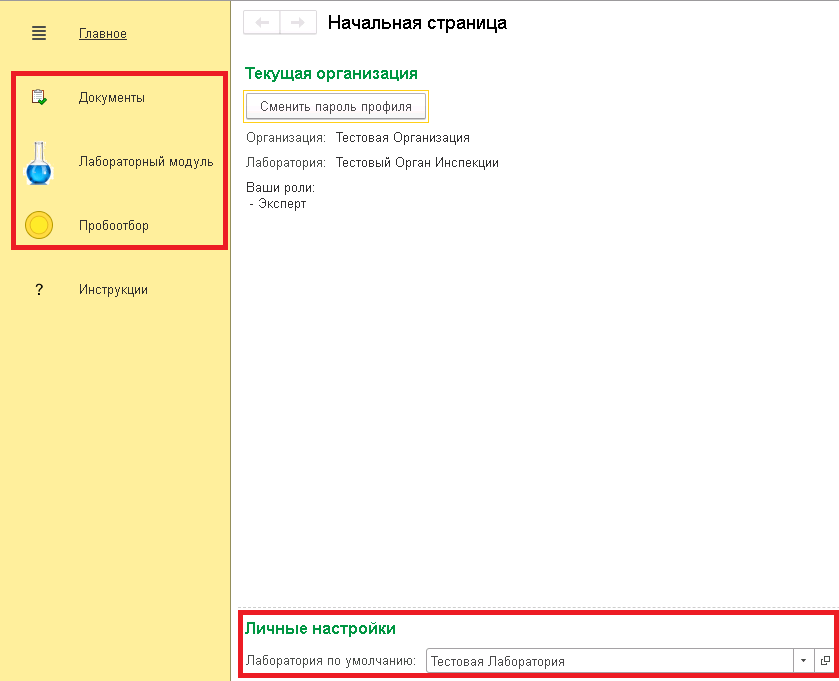 Главное
Документы
Лабораторный модуль
Пробоотбор
? Инструкции
Начальная страница
Текущая организация
Сменить пароль профиля
Организация: Тестовая Организация
Лаборатория: Тестовый Орган Инспекции
Ваши роли:
- Эксперт
Личные настройки
Лаборатория по умолчанию: Тестовая Лаборатория